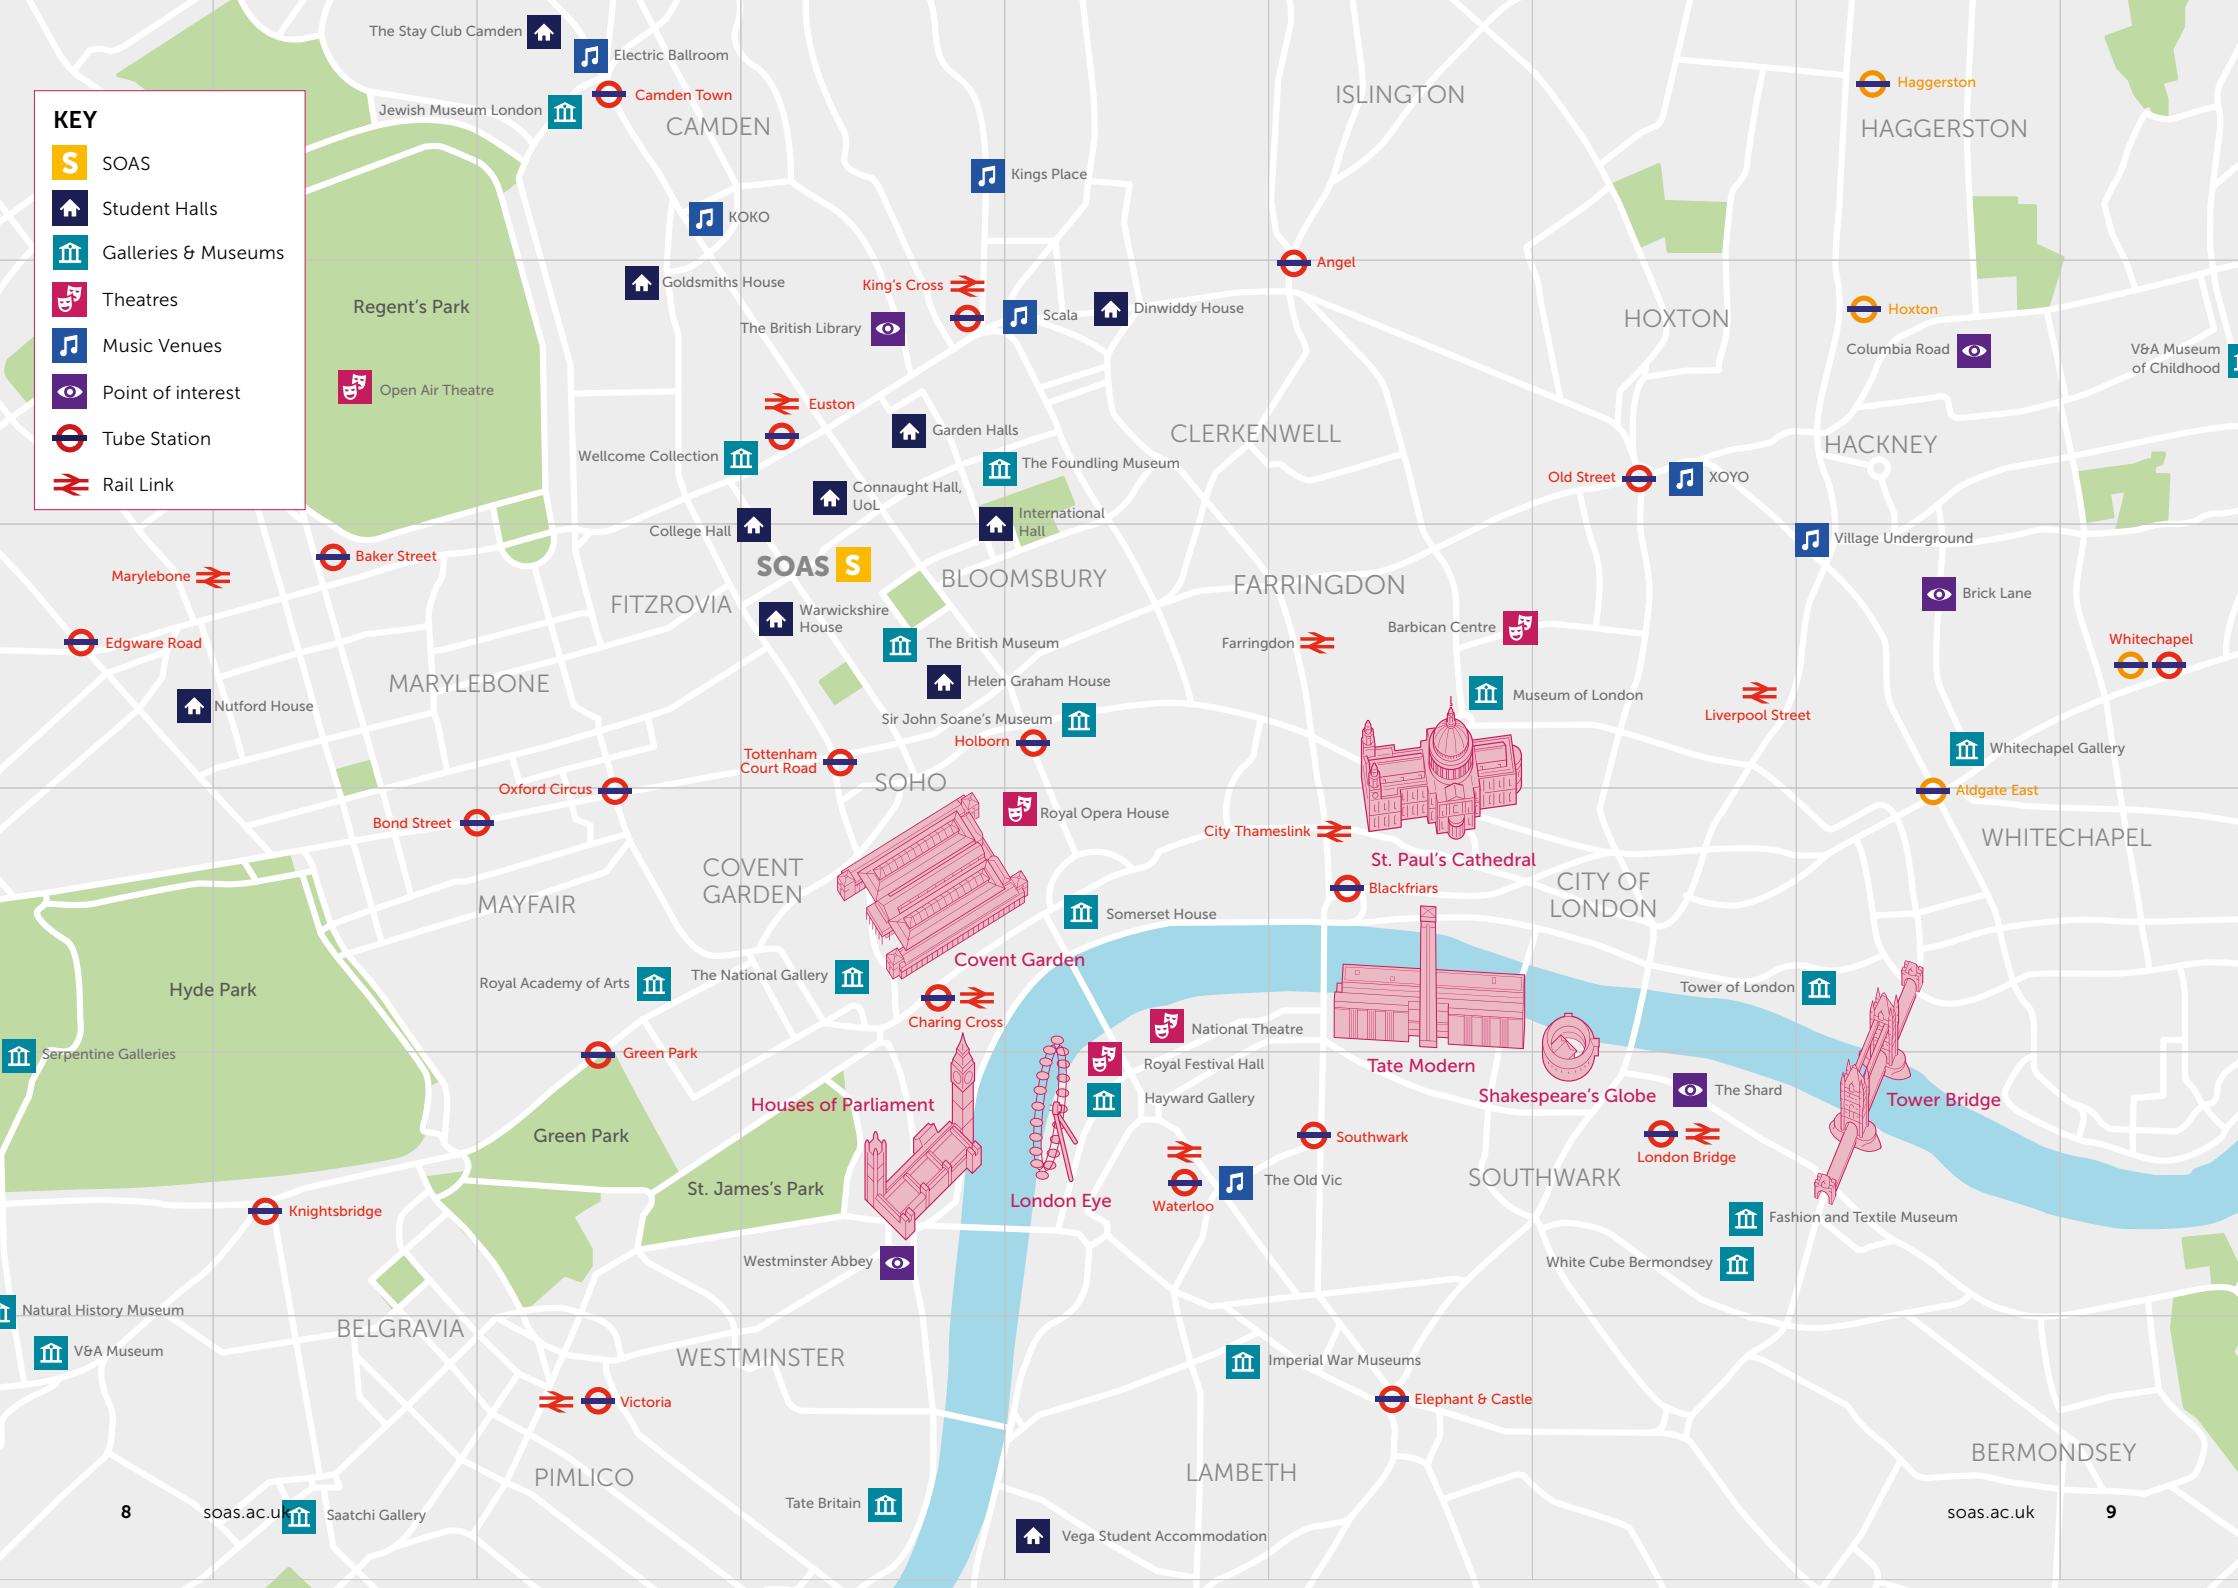 The Stay Club Camden
Electric Ballroom
Camden Town
Jewish Museum London
CAMDEN
ISLINGTON
Haggerston
HAGGERSTON
KEY
S SOAS
Student Halls
Galleries & Museums
Theatres
Music Venues
Point of interest
Tube Station
Rail Link
Kings Place
KOKO
Goldsmiths House
King's Cross
Angel
Regent's Park
The British Library
Scala
Dinwiddy House
HOXTON
Hoxton
Columbia Road
V&A Museum
of Childhood
Open Air Theatre
Euston
Garden Halls
CLERKENWELL
HACKNEY
Wellcome Collection
The Foundling Museum
Old Street
XOYO
Connaught Hall,
UoL
College Hall
International
Hall
Village Underground
Baker Street
Marylebone
SOAS S
BLOOMSBURY
FARRINGDON
Brick Lane
FITZROVIA
Warwickshire
House
Barbican Centre
Edgware Road
The British Museum
Farringdon
Whitechapel
MARYLEBONE
Helen Graham House
Museum of London
Nutford House
Sir John Soane's Museum
Liverpool Street
Holborn
Tottenham
Court Road
Whitechapel Gallery
SOHO
Oxford Circus
Aldgate East
Bond Street
Royal Opera House
City Thameslink
WHITECHAPEL
St. Paul's Cathedral
COVENT
GARDEN
Blackfriars
CITY OF
LONDON
MAYFAIR
Somerset House
Covent Garden
Royal Academy of Arts
The National Gallery
Hyde Park
Tower of London
Charing Cross
National Theatre
Serpentine Galleries
Green Park
Royal Festival Hall
Tate Modern
Hayward Gallery
Shakespeare's Globe
The Shard
Tower Bridge
Houses of Parliament
Green Park
Southwark
London Bridge
St. James's Park
London Eye
Waterloo
The Old Vic
SOUTHWARK
Knightsbridge
Fashion and Textile Museum
Westminster Abbey
White Cube Bermondsey
Natural History Museum
BELGRAVIA
V&A Museum
WESTMINSTER
Imperial War Museums
Victoria
Elephant & Castle
PIMLICO
LAMBETH
BERMONDSEY
Tate Britain
8
soas.ac.uk
Saatchi Gallery
Vega Student Accommodation
soas.ac.uk
9